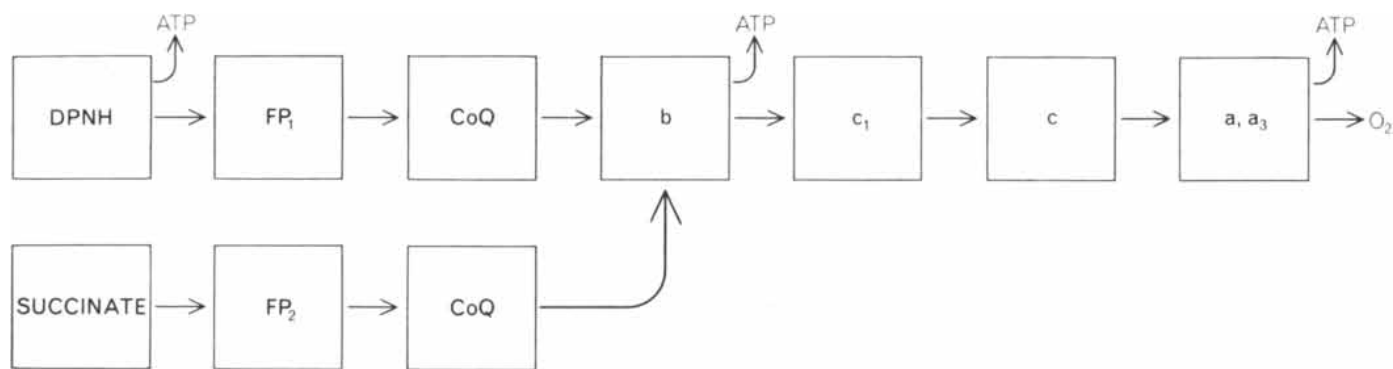 ATP ATP ATP
DPNH FP₁ CoQ b c₁ c a, a₃ O₂
SUCCINATE FP₂ CoQ